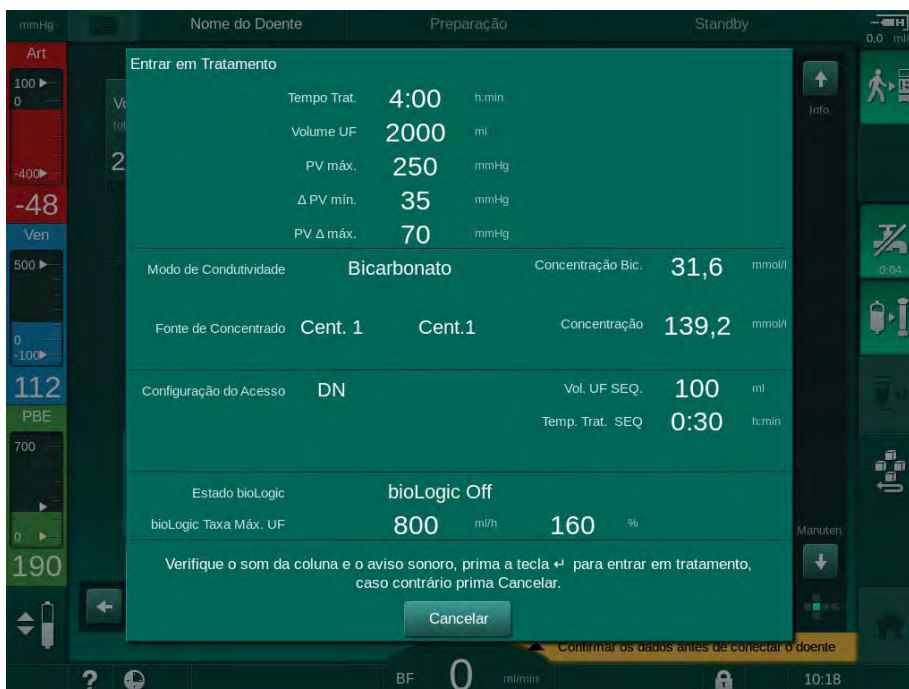 mmHg Nome do Doente Preparação Standby
0,0 ml/
Art
100
0
-400
-48
Ven
500
0
-100
112
PBE
700
0
190
Entrar em Tratamento
Tempo Trat. 4:00 h:min
Volume UF 2000 ml
PV máx. 250 mmHg
Δ PV mín. 35 mmHg
PV Δ máx. 70 mmHg
Modo de Condutividade Bicarbonato Concentração Bic. 31,6 mmol/l
Fonte de Concentrado Cent. 1 Cent.1 Concentração 139,2 mmol/l
Configuração do Acesso DN Vol. UF SEQ. 100 ml
Temp. Trat. SEQ 0:30 h:min
Estado bioLogic bioLogic Off
bioLogic Taxa Máx. UF 800 ml/h 160 %
Verifique o som da coluna e o aviso sonoro, prima a tecla ↵ para entrar em tratamento,
caso contrário prima Cancelar.
Cancelar
Info.
0:04
Manuten.
Confirmar os dados antes de conectar o doente
? BF 0 ml/min 10:18